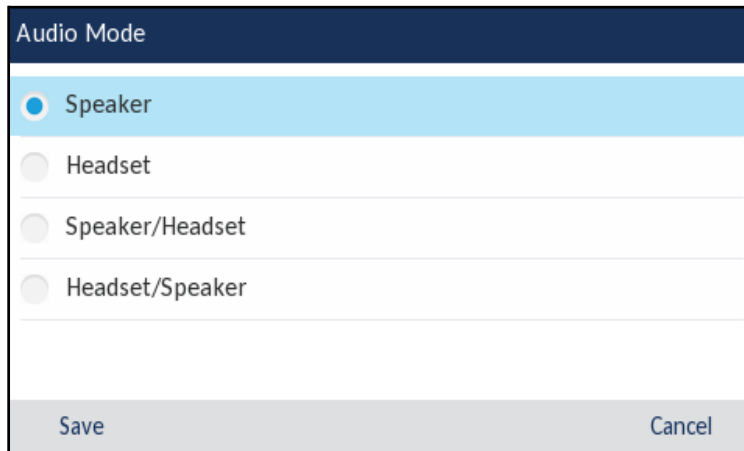 Audio Mode
Speaker
Headset
Speaker/Headset
Headset/Speaker
Save Cancel